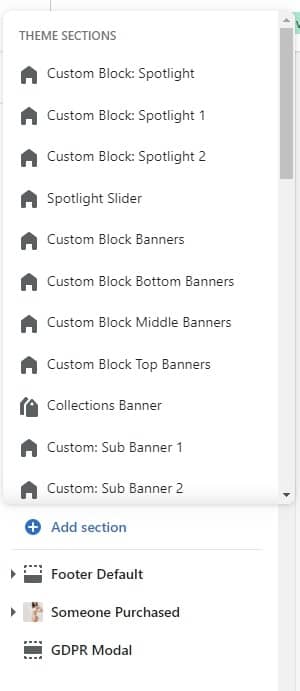 THEME SECTIONS
Custom Block: Spotlight
Custom Block: Spotlight 1
Custom Block: Spotlight 2
Spotlight Slider
Custom Block Banners
Custom Block Bottom Banners
Custom Block Middle Banners
Custom Block Top Banners
Collections Banner
Custom: Sub Banner 1
Custom: Sub Banner 2
Add section
Footer Default
Someone Purchased
GDPR Modal